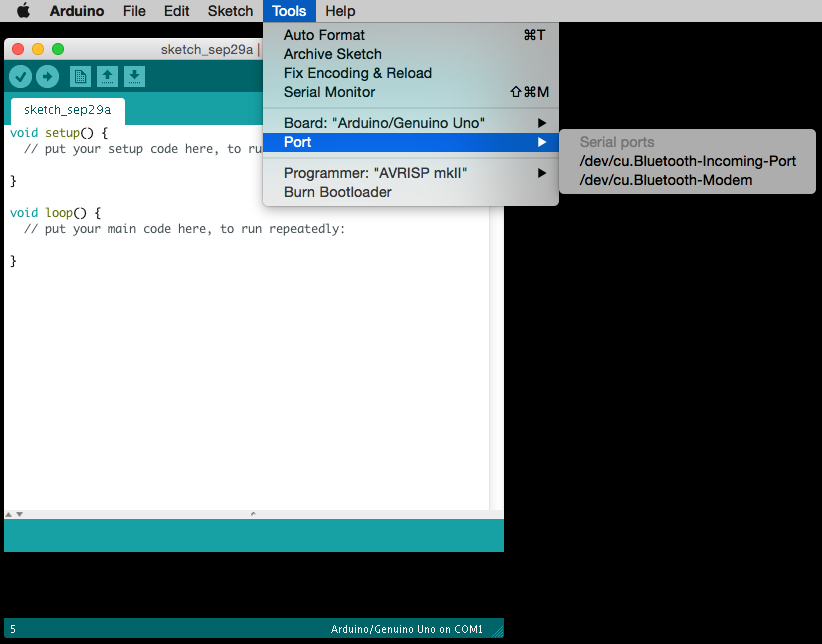 Arduino File Edit Sketch Tools Help
Auto Format ⌘T
Archive Sketch
Fix Encoding & Reload
Serial Monitor ⇧⌘M
Board: "Arduino/Genuino Uno"
Port
Programmer: "AVRISP mkII"
Burn Bootloader
Serial ports
/dev/cu.Bluetooth-Incoming-Port
/dev/cu.Bluetooth-Modem
sketch_sep29a |
sketch_sep29a
void setup() {
// put your setup code here, to ru
}
void loop() {
// put your main code here, to run repeatedly:
}
5 Arduino/Genuino Uno on COM1